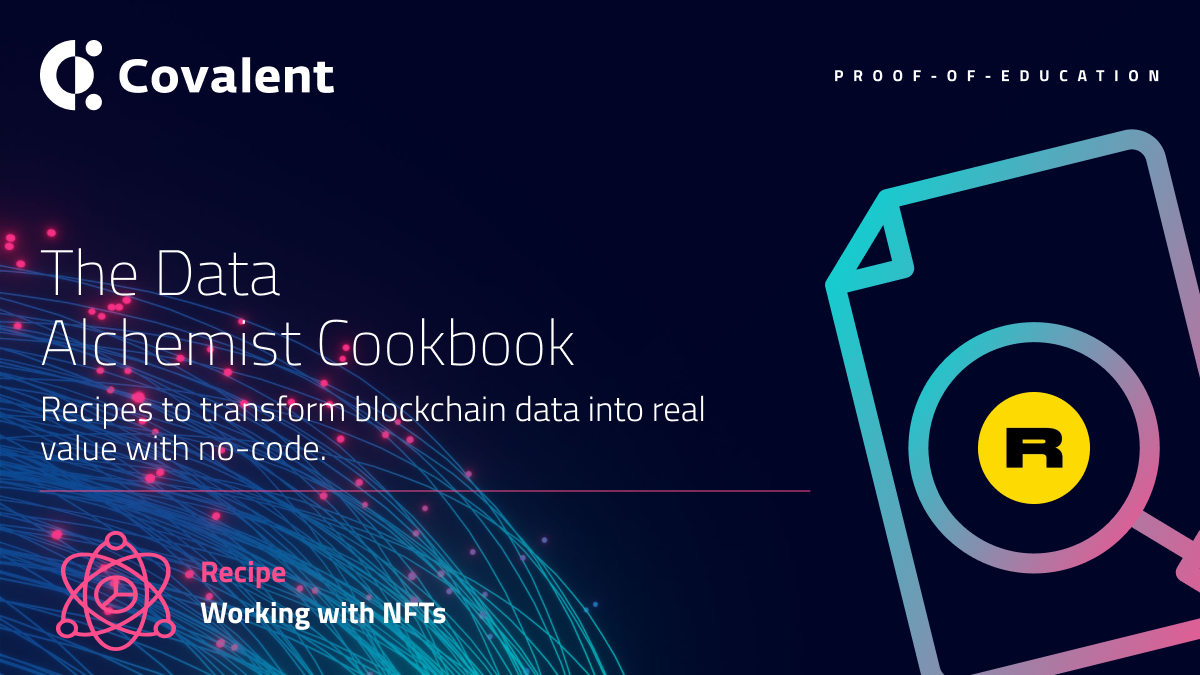 Covalent
PROOF-OF-EDUCATION
The Data
Alchemist Cookbook
Recipes to transform blockchain data into real
value with no-code.
R
Recipe
Working with NFTs